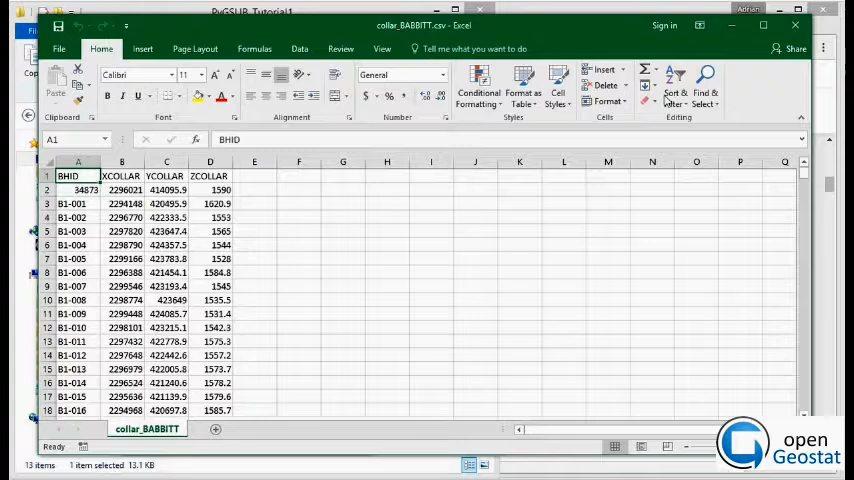 PyGSLIB_Tutorial1
Adrian
collar_BABBITT.csv - Excel
Sign in
File Home Insert Page Layout Formulas Data Review View Tell me what you want to do Share
Paste
Calibri 11
B I U
General
$ % ,
Conditional Formatting
Format as Table
Cell Styles
Insert
Delete
Format
Sort & Filter
Find & Select
Clipboard Font Alignment Number Styles Cells Editing
A1 fx BHID
A B C D E F G H I J K L M N O P Q
1 BHID XCOLLAR YCOLLAR ZCOLLAR
2 34873 2296021 414095.9 1590
3 B1-001 2294148 420495.9 1620.9
4 B1-002 2296770 422333.5 1553
5 B1-003 2297820 423647.4 1565
6 B1-004 2298790 424357.5 1544
7 B1-005 2299166 423783.8 1528
8 B1-006 2296388 421454.1 1584.8
9 B1-007 2299546 423193.4 1545
10 B1-008 2298774 423649 1535.5
11 B1-009 2299448 424085.7 1531.4
12 B1-010 2298101 423215.1 1542.3
13 B1-011 2297432 422778.9 1575.3
14 B1-012 2297648 422442.6 1557.2
15 B1-013 2296979 422005.8 1573.7
16 B1-014 2296524 421240.6 1578.2
17 B1-015 2295636 421139.9 1579.6
18 B1-016 2294968 420697.8 1585.7
collar_BABBITT
Ready
13 items 1 item selected 13.1 KB
open
Geostat